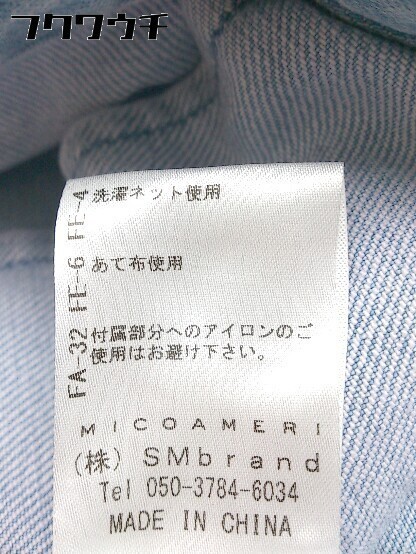 フクワウチ
FE-4 洗濯ネット使用
FE-6 あて布使用
FA-32 付属部分へのアイロンのご
使用はお避け下さい。
MICOAMERI
(株) SMbrand
Tel 050-3784-6034
MADE IN CHINA